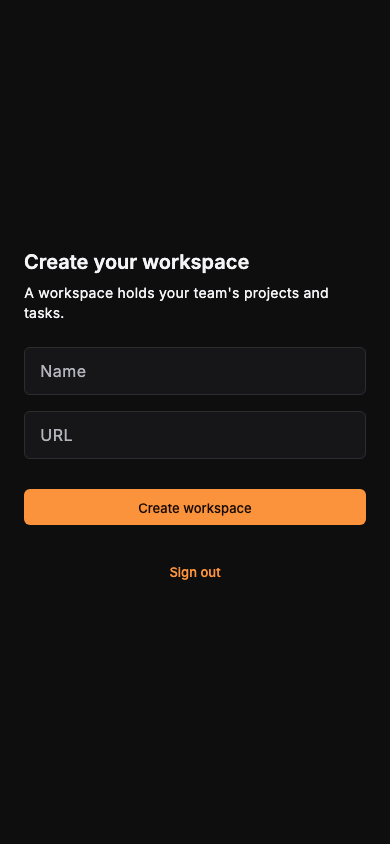 Create your workspace
A workspace holds your team's projects and
tasks.
Name
URL
Create workspace
Sign out